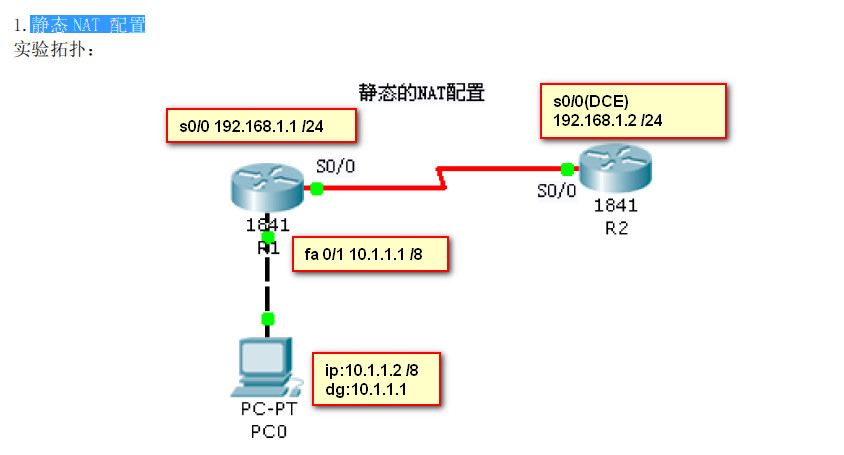 1.静态 NAT 配置
实验拓扑：
静态的NAT配置
s0/0 192.168.1.1 /24
s0/0(DCE)
192.168.1.2 /24
S0/0
S0/0
1841
R1
1841
R2
fa 0/1 10.1.1.1 /8
ip:10.1.1.2 /8
dg:10.1.1.1
PC-PT
PC0